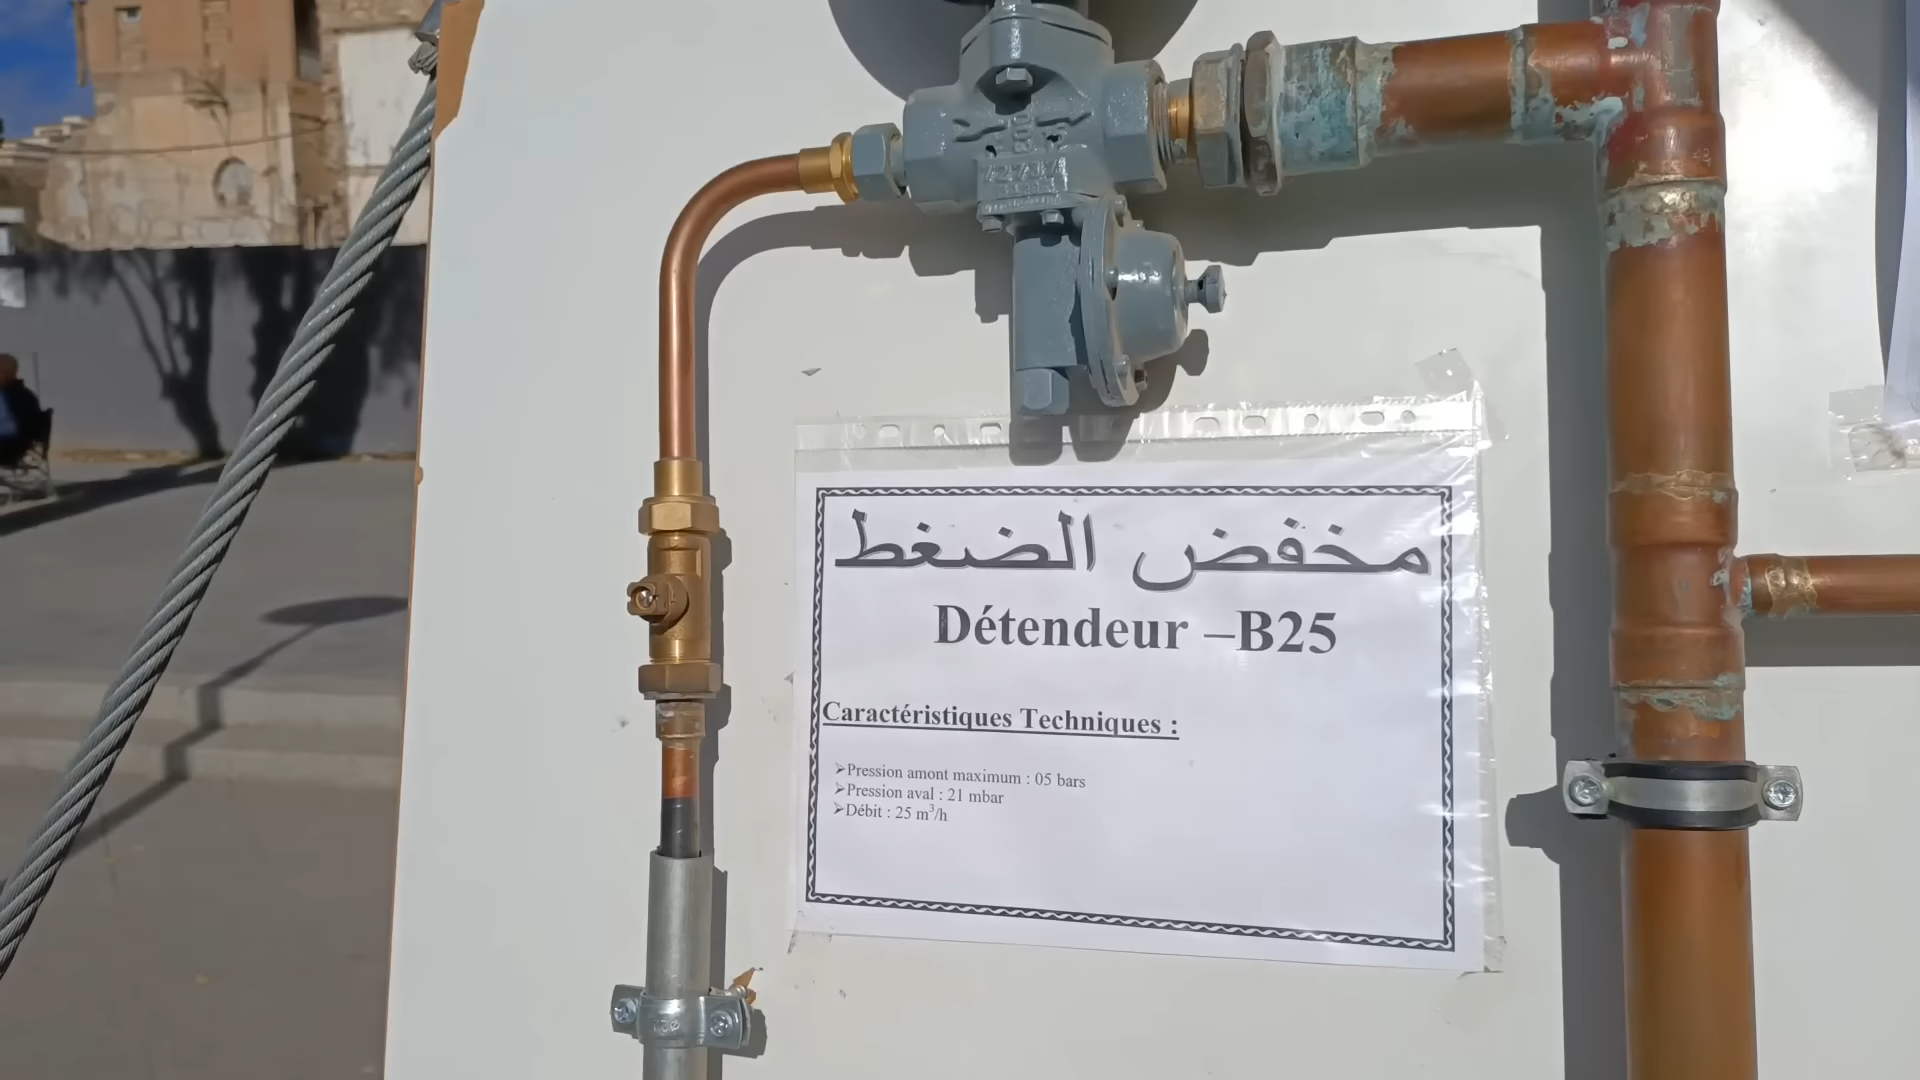 مخفض الضغط
Détendeur –B25
Caractéristiques Techniques :
➢Pression amont maximum : 05 bars
➢Pression aval : 21 mbar
➢Débit : 25 m³/h